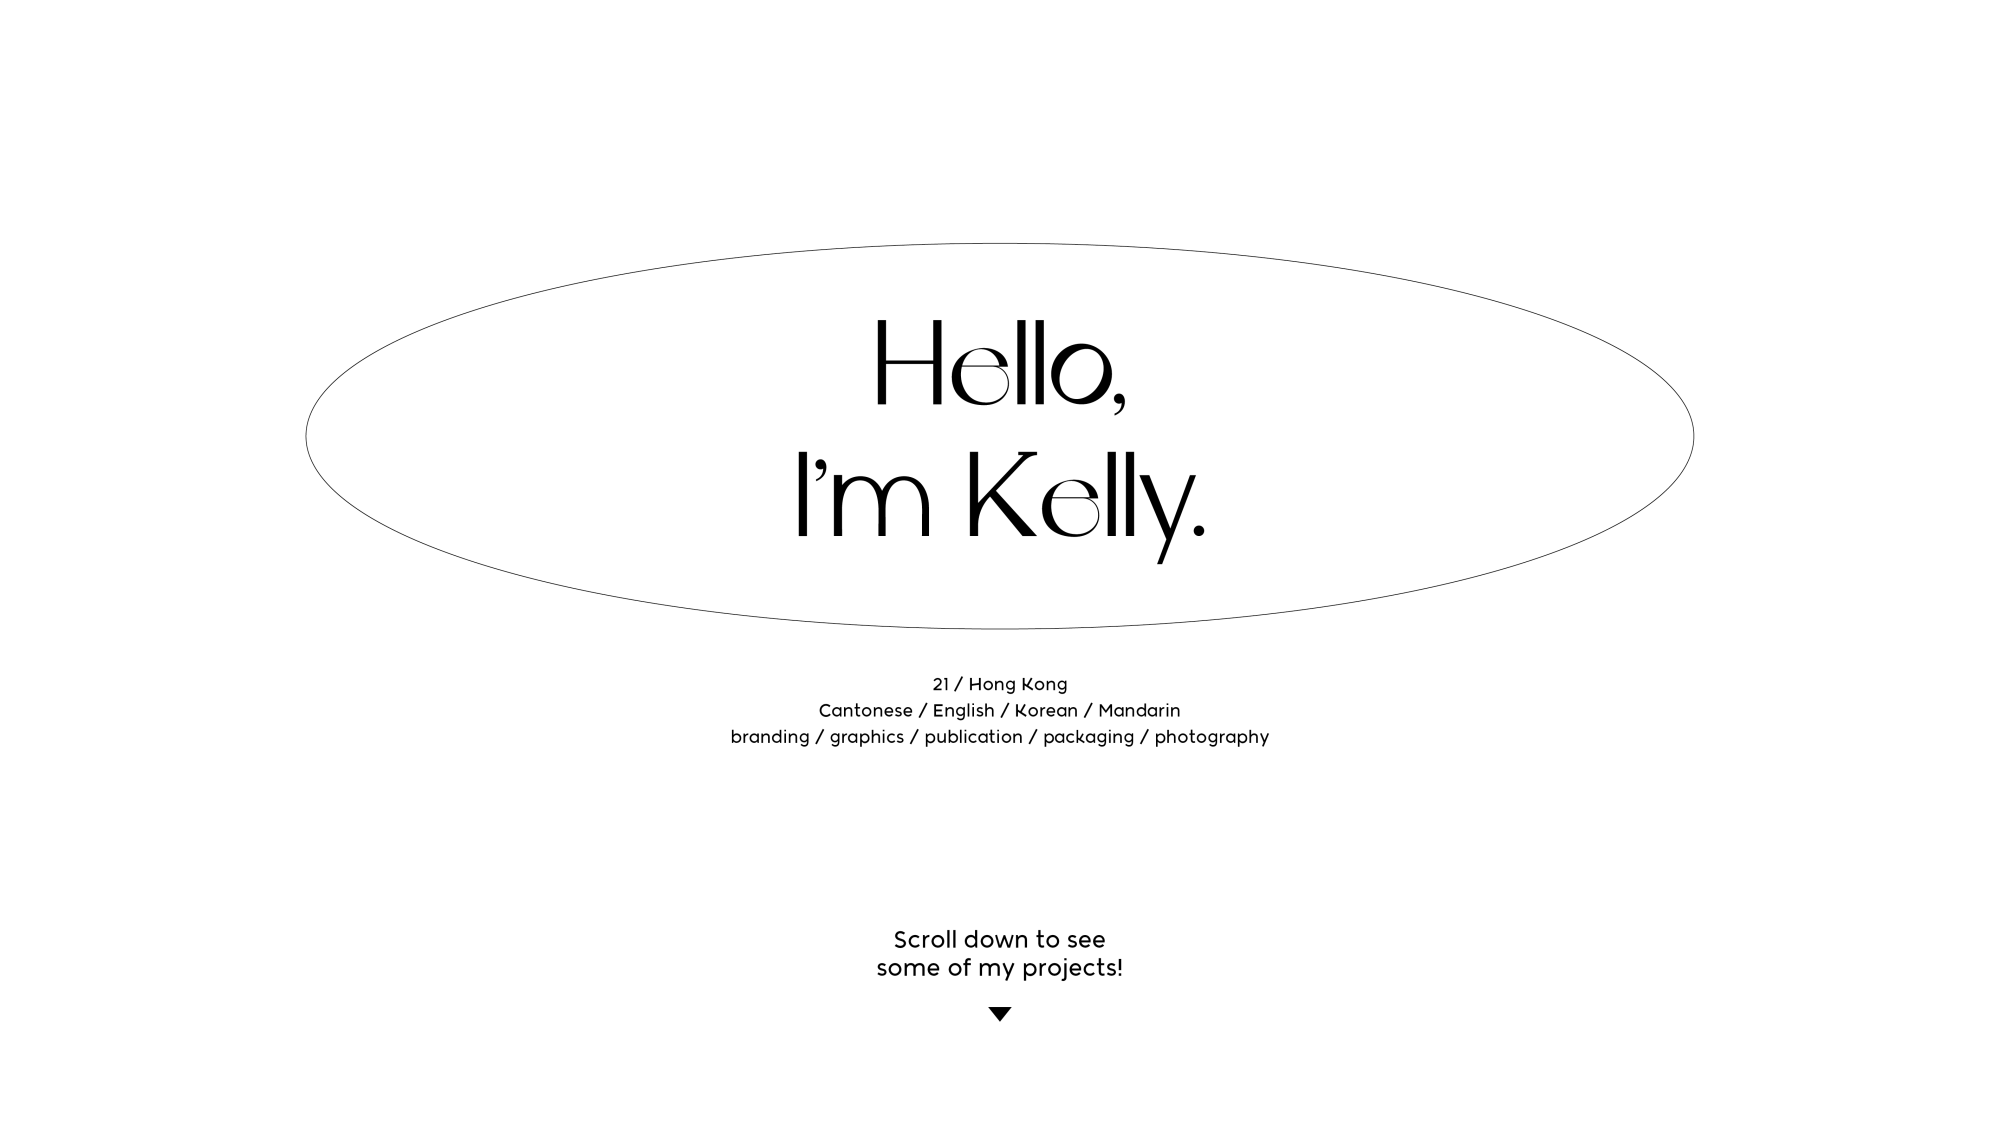 Hello,
I’m Kelly.
21 / Hong Kong
Cantonese / English / Korean / Mandarin
branding / graphics / publication / packaging / photography
Scroll down to see
some of my projects!